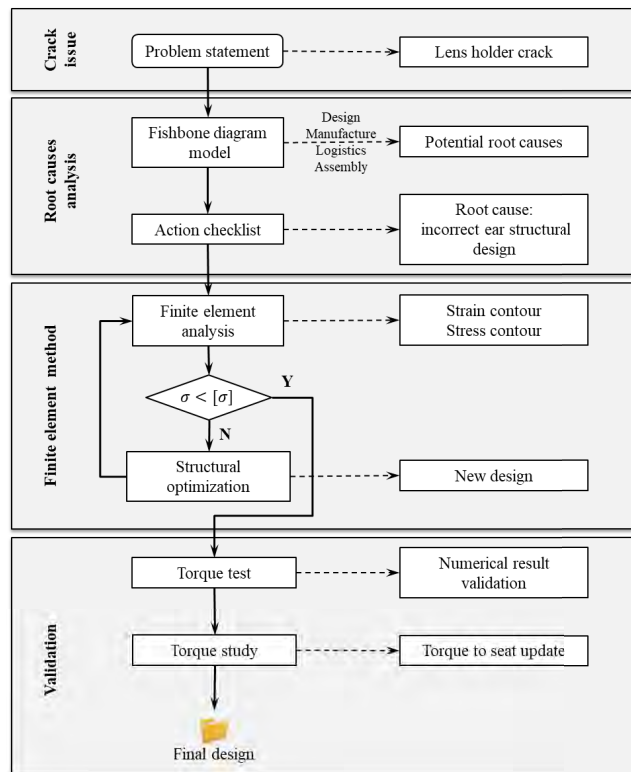 Crack
issue
Problem statement
Lens holder crack
Root causes
analysis
Fishbone diagram
model
Design
Manufacture
Logistics
Assembly
Potential root causes
Action checklist
Root cause:
incorrect ear structural
design
Finite element method
Finite element
analysis
Strain contour
Stress contour
σ < [σ]
Y
N
Structural
optimization
New design
Validation
Torque test
Numerical result
validation
Torque study
Torque to seat update
Final design